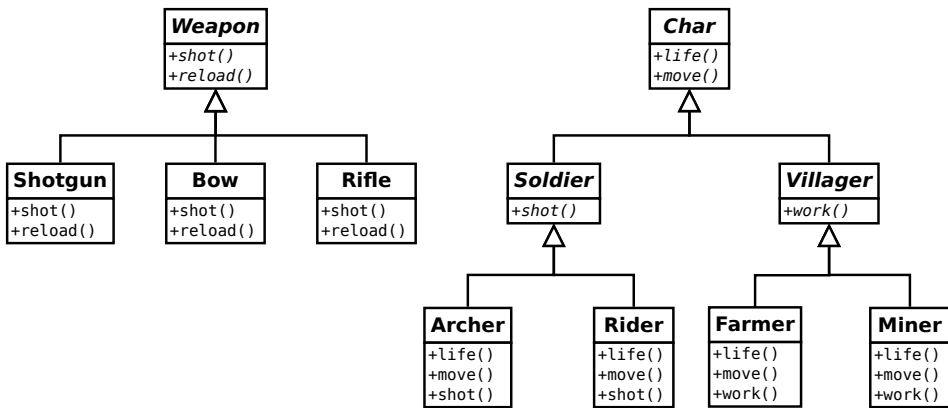 Weapon
+shot()
+reload()
Shotgun
+shot()
+reload()
Bow
+shot()
+reload()
Rifle
+shot()
+reload()
Char
+life()
+move()
Soldier
+shot()
Villager
+work()
Archer
+life()
+move()
+shot()
Rider
+life()
+move()
+shot()
Farmer
+life()
+move()
+work()
Miner
+life()
+move()
+work()